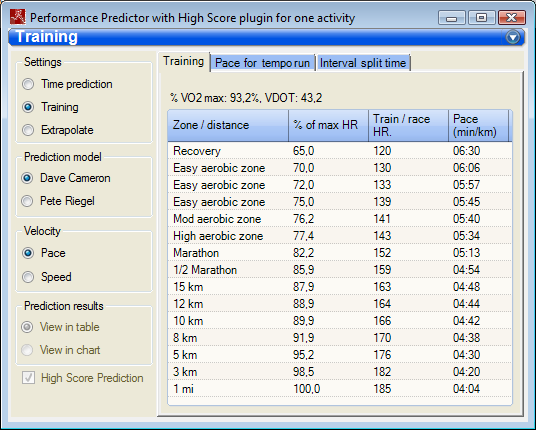 Performance Predictor with High Score plugin for one activity
Training
Settings
Time prediction
Training
Extrapolate
Prediction model
Dave Cameron
Pete Riegel
Velocity
Pace
Speed
Prediction results
View in table
View in chart
High Score Prediction
Training Pace for tempo run Interval split time
% VO2 max: 93,2%, VDOT: 43,2
Zone / distance % of max HR Train / race HR. Pace (min/km)
Recovery 65,0 120 06:30
Easy aerobic zone 70,0 130 06:06
Easy aerobic zone 72,0 133 05:57
Easy aerobic zone 75,0 139 05:45
Mod aerobic zone 76,2 141 05:40
High aerobic zone 77,4 143 05:34
Marathon 82,2 152 05:13
1/2 Marathon 85,9 159 04:54
15 km 87,9 163 04:48
12 km 88,9 164 04:44
10 km 89,9 166 04:42
8 km 91,9 170 04:38
5 km 95,2 176 04:30
3 km 98,5 182 04:20
1 mi 100,0 185 04:04